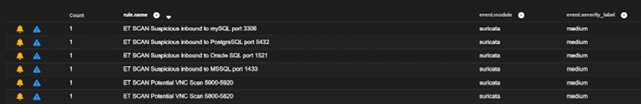 Count rule.name event.module event.severity_label
1 ET SCAN Suspicious inbound to mySQL port 3306 suricata medium
1 ET SCAN Suspicious inbound to PostgreSQL port 5432 suricata medium
1 ET SCAN Suspicious inbound to Oracle SQL port 1521 suricata medium
1 ET SCAN Suspicious inbound to MSSQL port 1433 suricata medium
1 ET SCAN Potential VNC Scan 5900-5920 suricata medium
1 ET SCAN Potential VNC Scan 5800-5820 suricata medium